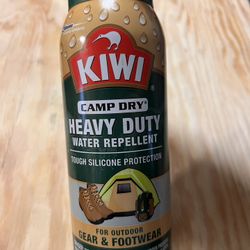 KIWI
CAMP DRY®
HEAVY DUTY
WATER REPELLENT
TOUGH SILICONE PROTECTION
FOR OUTDOOR
GEAR & FOOTWEAR